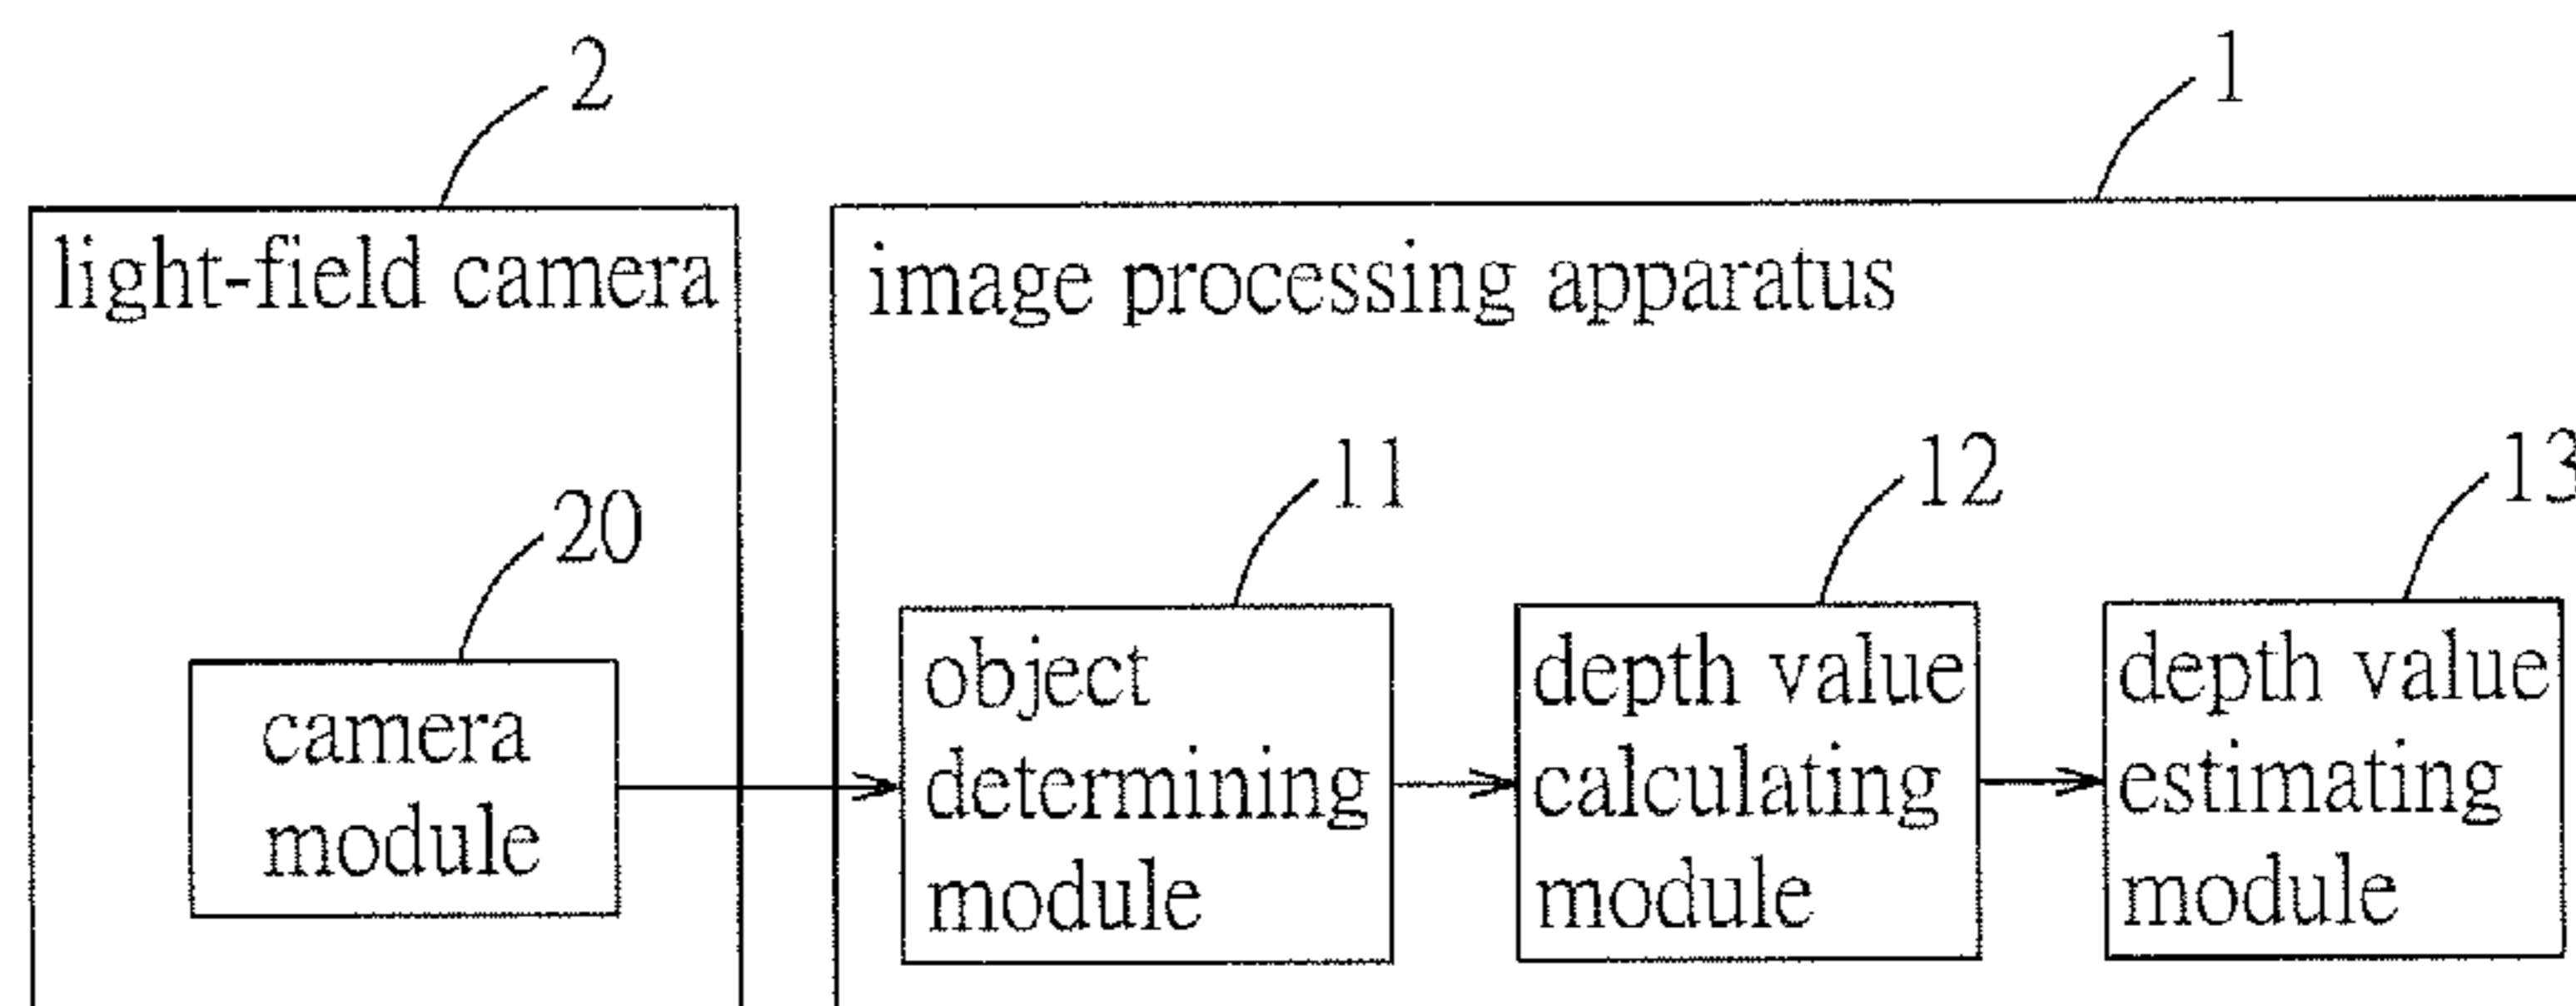 2
1
light-field camera
image processing apparatus
11
12
13
20
object
determining
module
depth value
calculating
module
depth value
estimating
module
camera
module